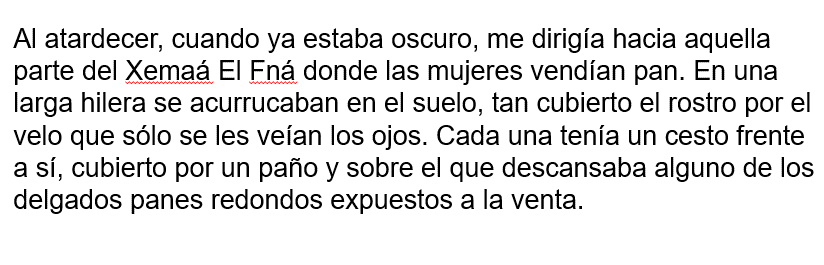 Al atardecer, cuando ya estaba oscuro, me dirigía hacia aquella
parte del Xemaá El Fná donde las mujeres vendían pan. En una
larga hilera se acurrucaban en el suelo, tan cubierto el rostro por el
velo que sólo se les veían los ojos. Cada una tenía un cesto frente
a sí, cubierto por un paño y sobre el que descansaba alguno de los
delgados panes redondos expuestos a la venta.